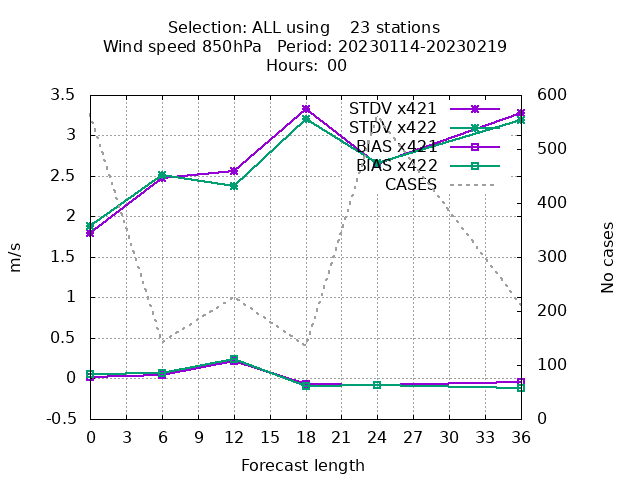 Selection: ALL using    23 stations
Wind speed 850hPa   Period: 20230114-20230219
Hours:  00
3.5
3
2.5
2
1.5
1
0.5
0
-0.5
600
500
400
300
200
100
0
STDV x421
STDV x422
BIAS x421
BIAS x422
CASES
m/s
No cases
0 3 6 9 12 15 18 21 24 27 30 33 36
Forecast length